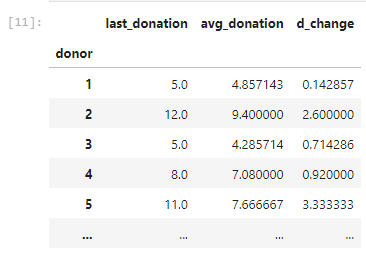 [11]:
last_donation avg_donation d_change
donor
1 5.0 4.857143 0.142857
2 12.0 9.400000 2.600000
3 5.0 4.285714 0.714286
4 8.0 7.080000 0.920000
5 11.0 7.666667 3.333333
... ... ... ...